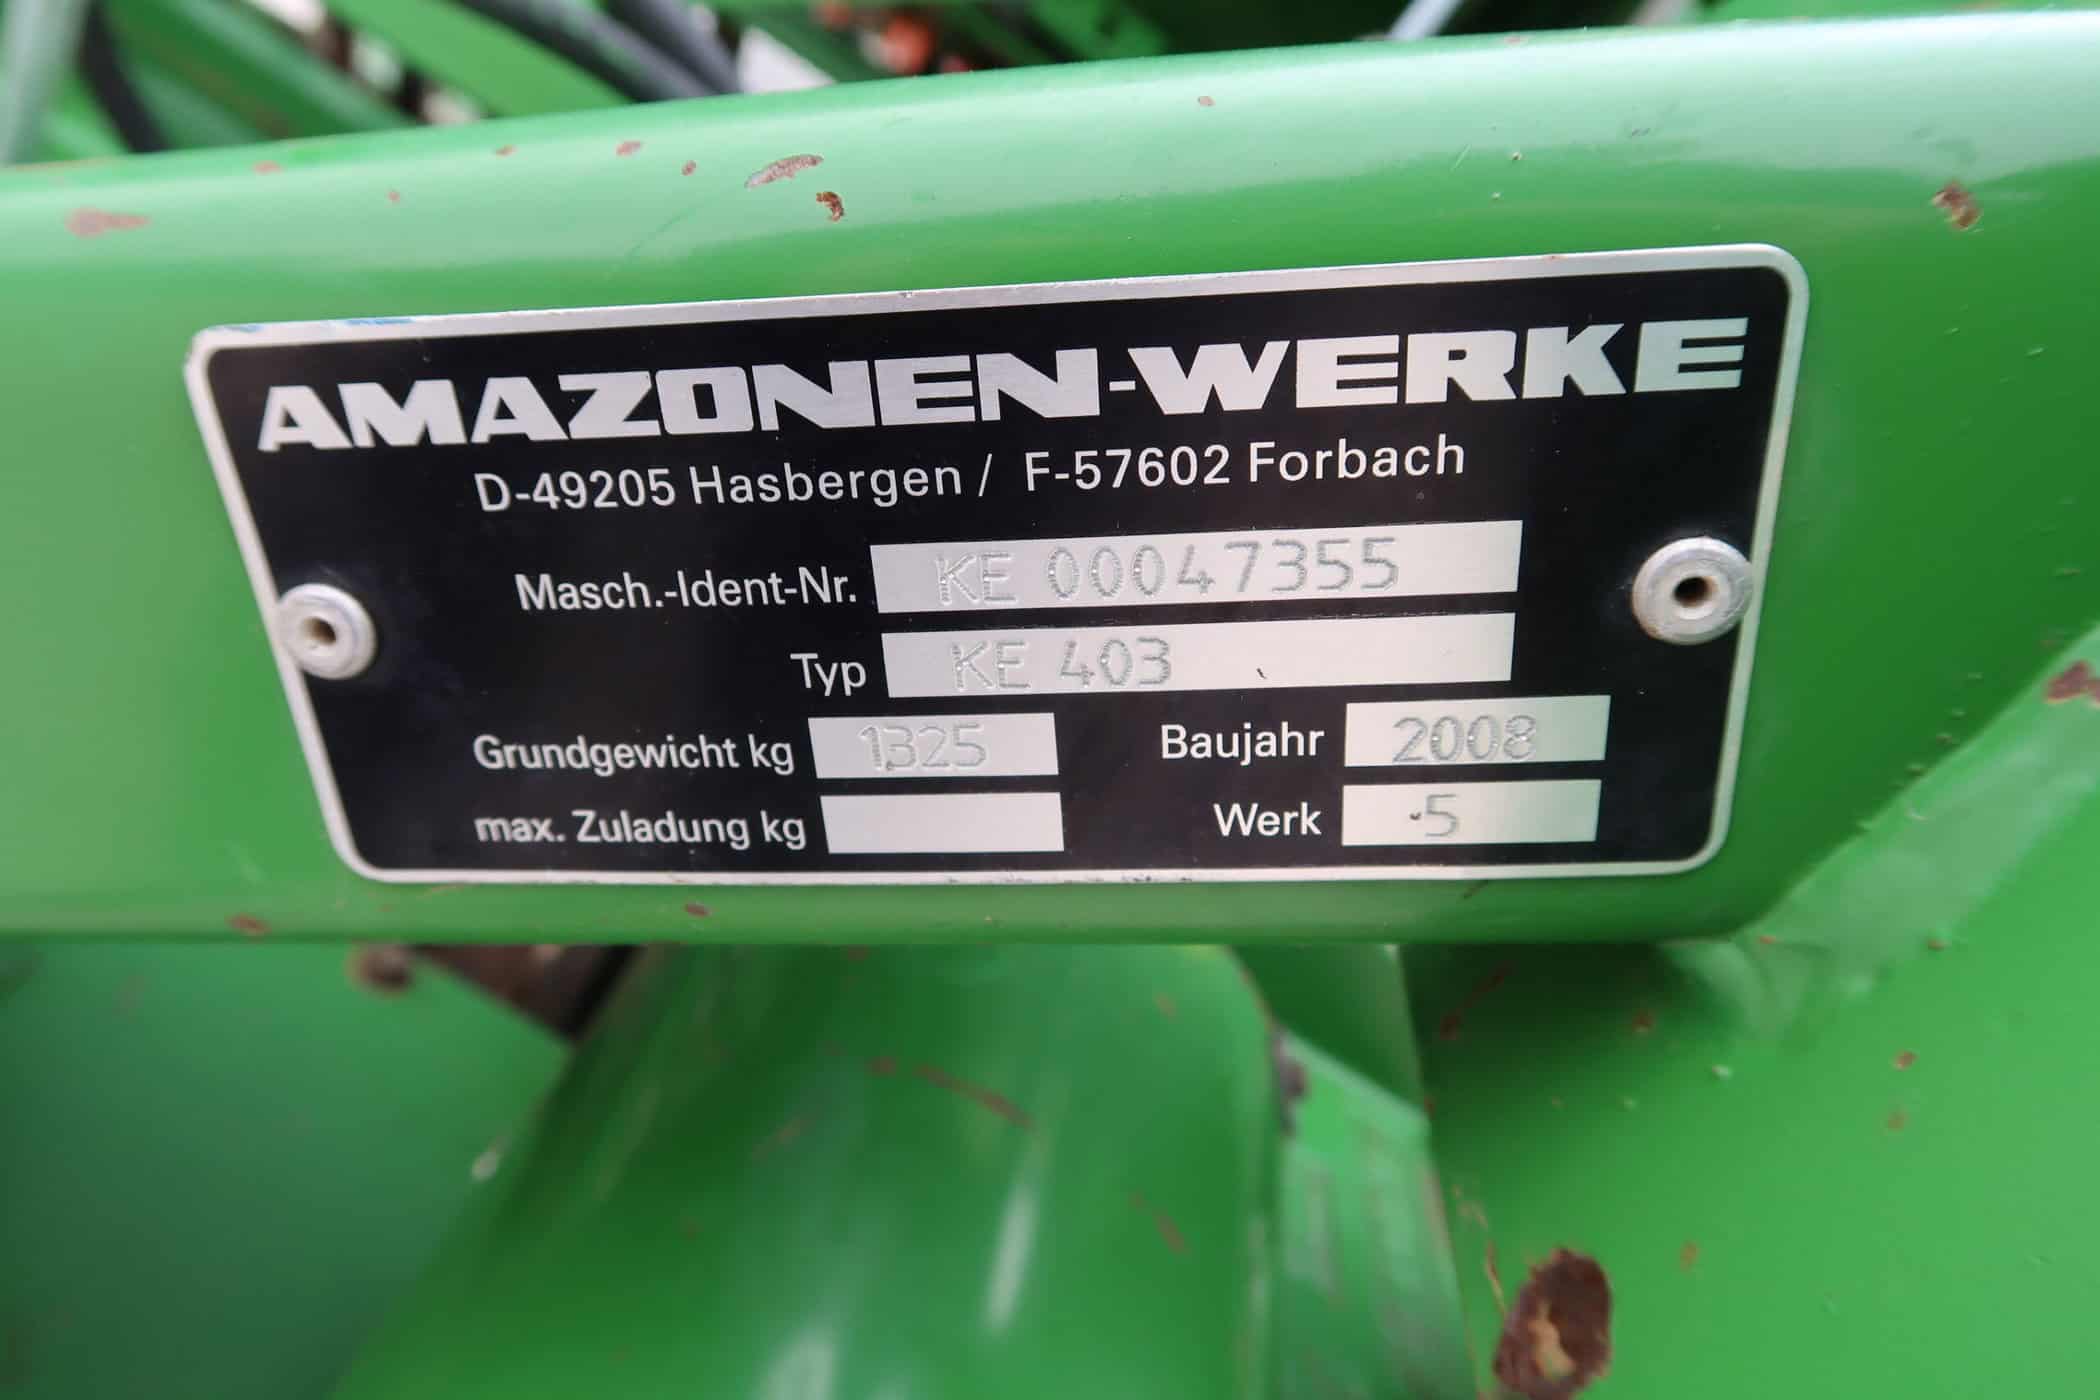 AMAZONEN-WERKE
D-49205 Hasbergen / F-57602 Forbach
Masch.-Ident-Nr. KE 00047355
Typ KE 403
Grundgewicht kg 1325 Baujahr 2008
max. Zuladung kg Werk 5